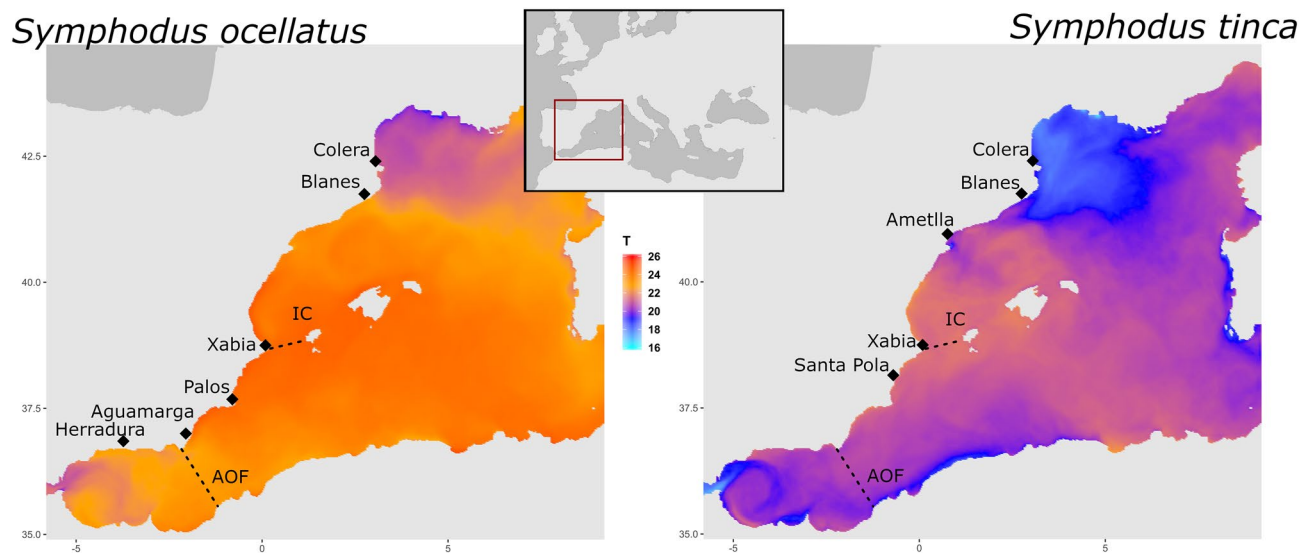 Symphodus ocellatus
Symphodus tinca
42.5
40.0
37.5
35.0
-5
0
5
Colera
Blanes
IC
Xabia
Palos
Aguamarga
Herradura
AOF
T
26
24
22
20
18
16
42.5
40.0
37.5
35.0
-5
0
5
Colera
Blanes
Ametlla
IC
Xabia
Santa Pola
AOF